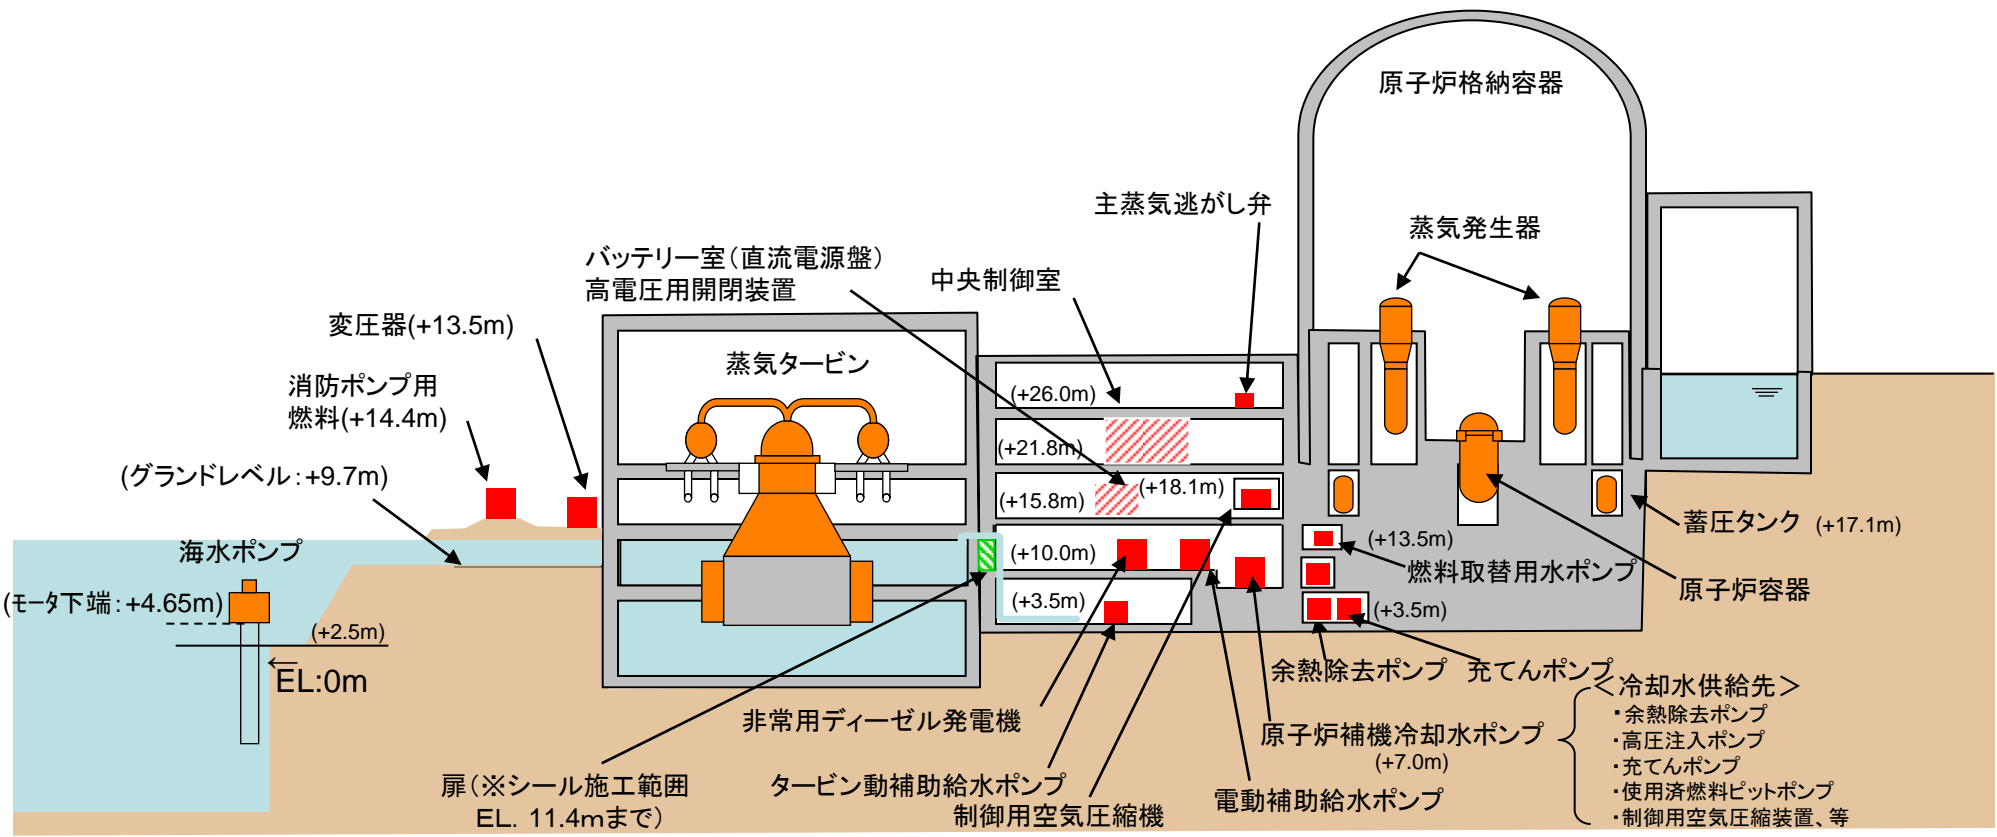 原子炉格納容器
主蒸気逃がし弁
蒸気発生器
バッテリー室(直流電源盤)
高電圧用開閉装置
中央制御室
変圧器(+13.5m)
蒸気タービン
消防ポンプ用
燃料(+14.4m)
(+26.0m)
(+21.8m)
(グランドレベル:+9.7m)
(+18.1m)
(+15.8m)
蓄圧タンク (+17.1m)
海水ポンプ
(+10.0m)
(+13.5m)
燃料取替用水ポンプ
原子炉容器
(モータ下端:+4.65m)
(+3.5m)
(+3.5m)
(+2.5m)
←
EL:0m
余熱除去ポンプ 充てんポンプ
<冷却水供給先>
・余熱除去ポンプ
・高圧注入ポンプ
・充てんポンプ
・使用済燃料ピットポンプ
・制御用空気圧縮装置、等
非常用ディーゼル発電機
原子炉補機冷却水ポンプ
(+7.0m)
扉(※シール施工範囲
EL. 11.4mまで)
タービン動補助給水ポンプ
制御用空気圧縮機
電動補助給水ポンプ